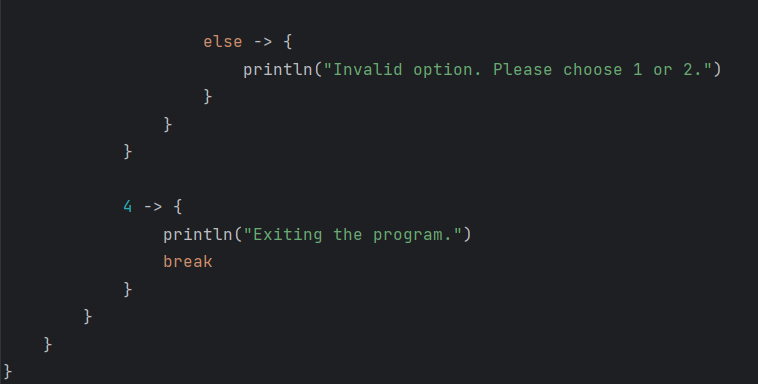 else -> {
println("Invalid option. Please choose 1 or 2.")
}
}
}
4 -> {
println("Exiting the program.")
break
}
}
}
}